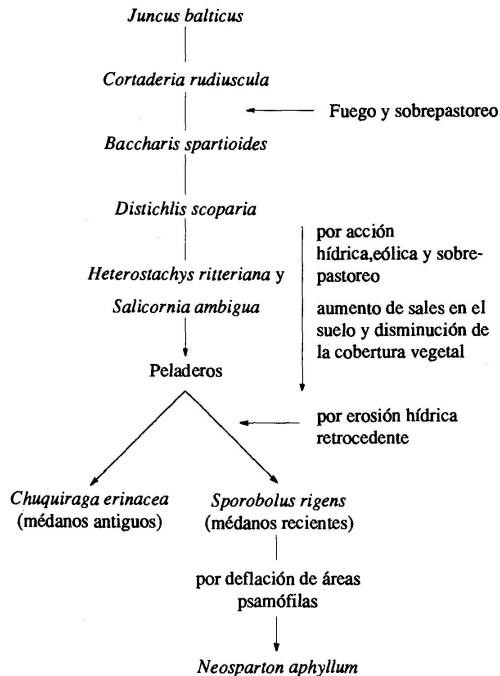 Juncus balticus
Cortaderia rudiuscula
Fuego y sobrepastoreo
Baccharis spartioides
Distichlis scoparia
por acción
hídrica,eólica y sobre-
pastoreo
Heterostachys ritteriana y
Salicornia ambigua
aumento de sales en el
suelo y disminución de
la cobertura vegetal
Peladeros
por erosión hídrica
retrocedente
Chuquiraga erinacea
(médanos antiguos)
Sporobolus rigens
(médanos recientes)
por deflación de áreas
psamófilas
Neosparton aphyllum